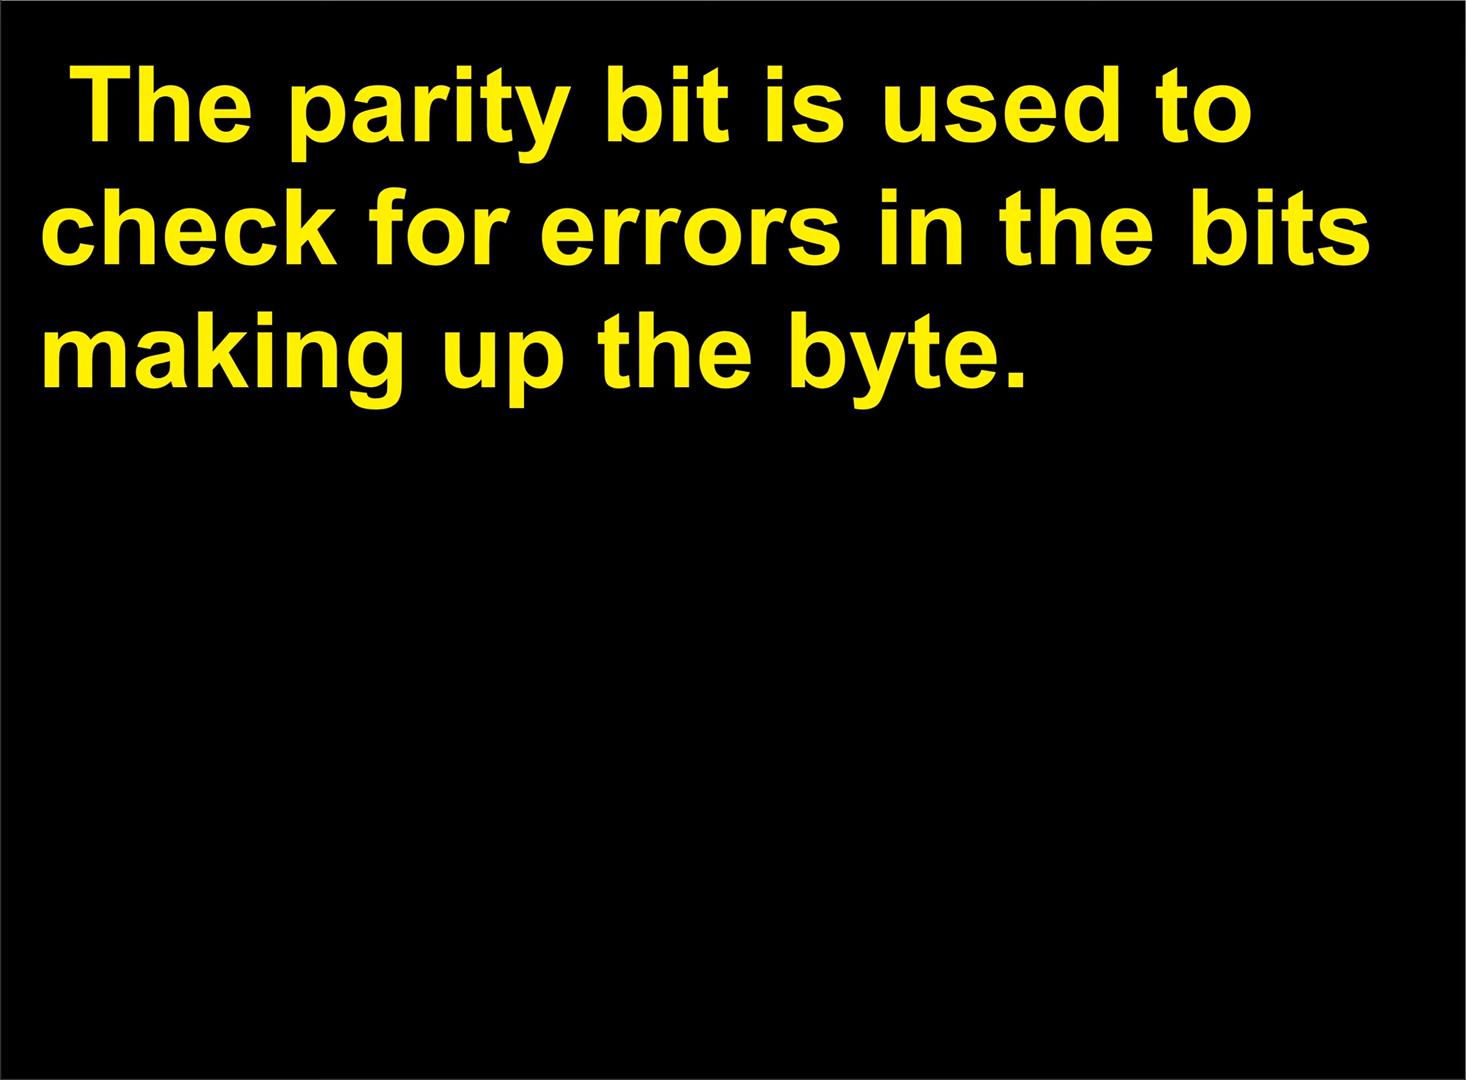 The parity bit is used to
check for errors in the bits
making up the byte.